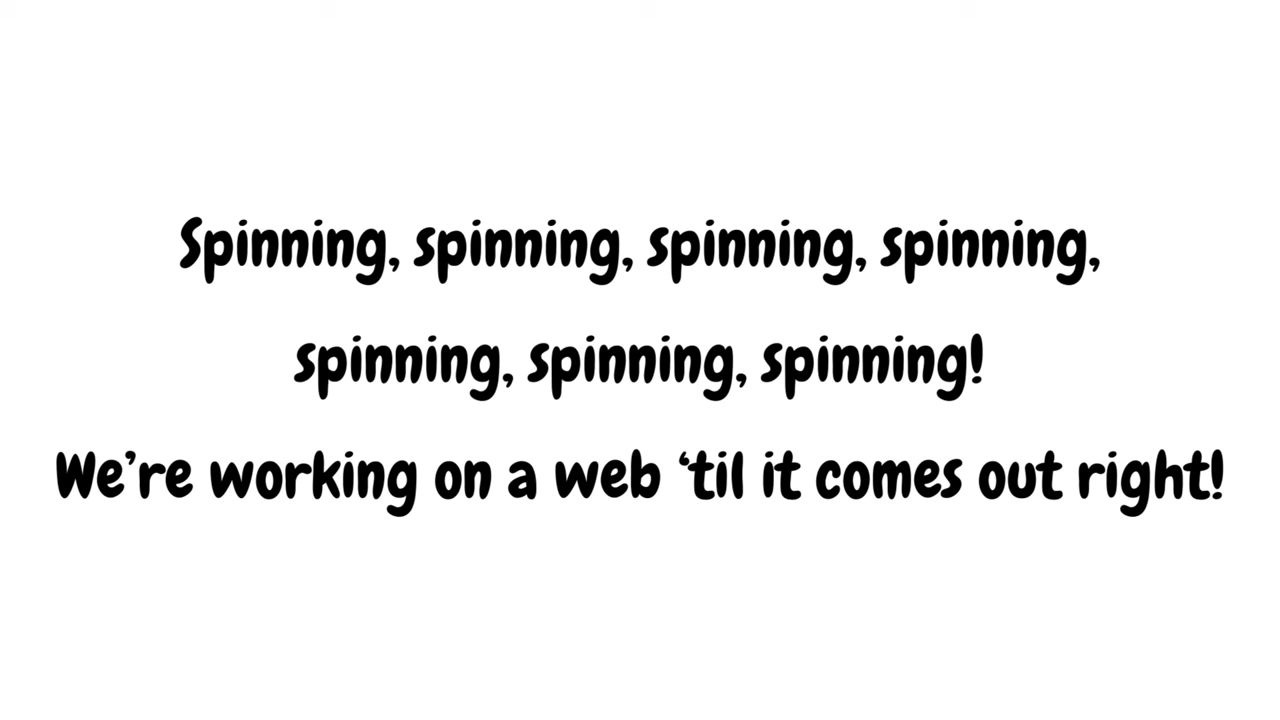 Spinning, spinning, spinning, spinning,
spinning, spinning, spinning!
We’re working on a web ‘til it comes out right!